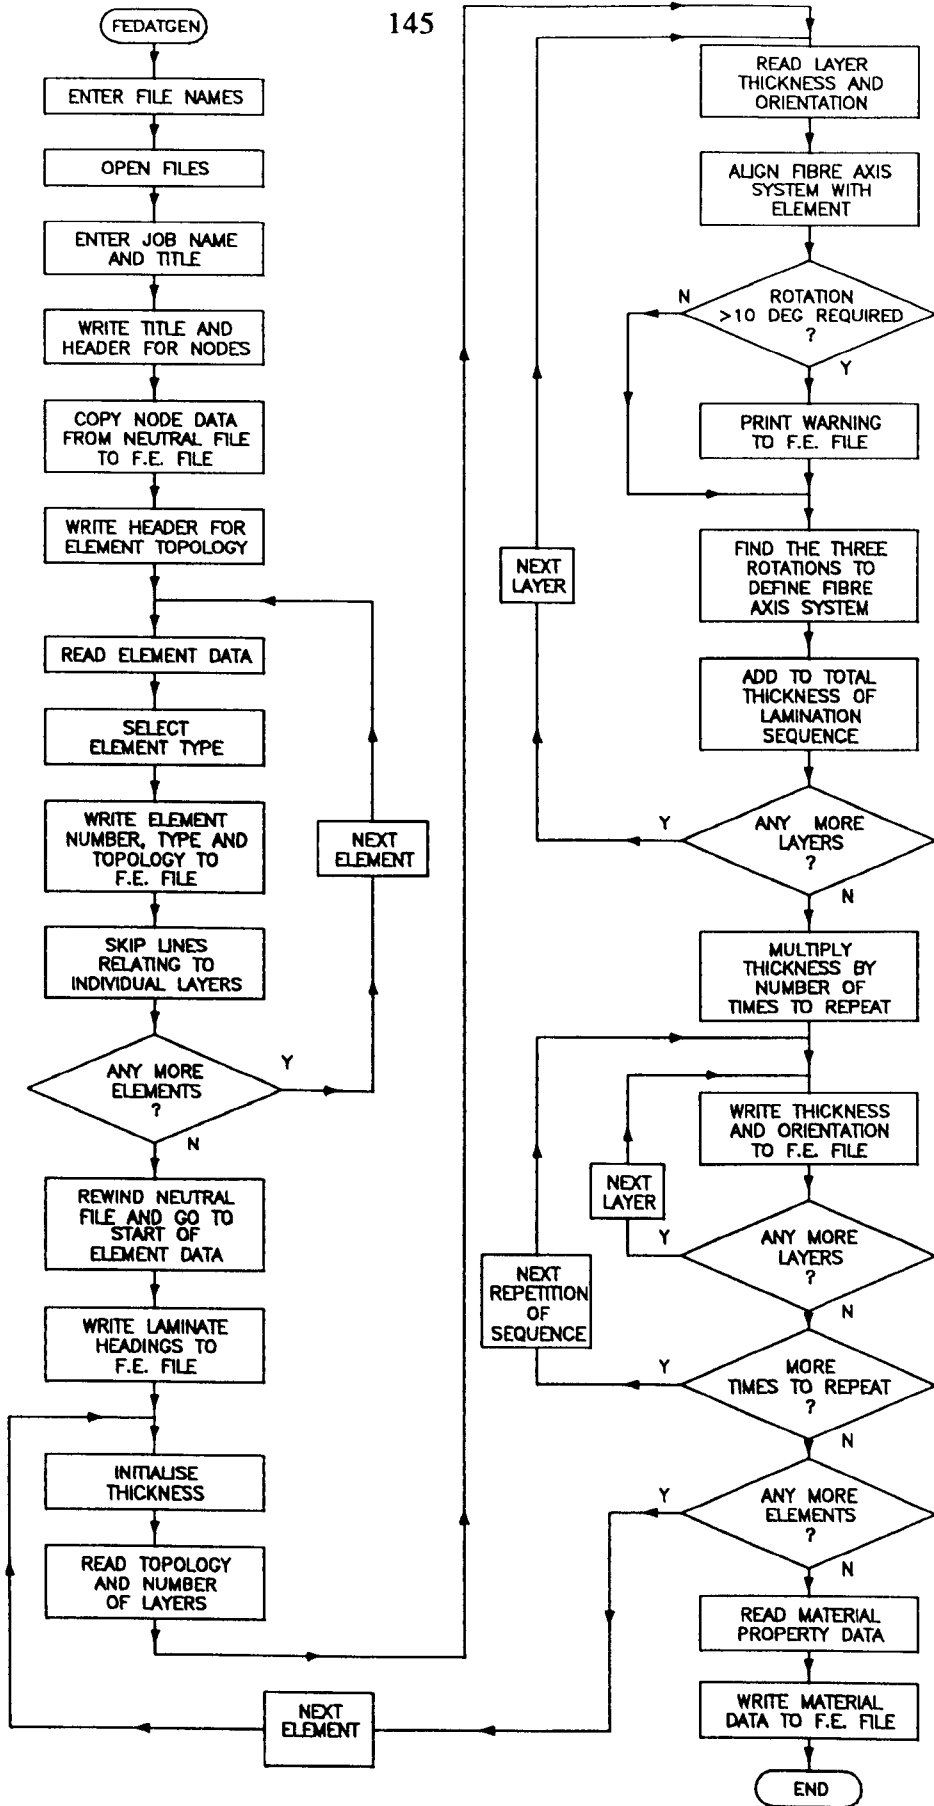 145
FEDATGEN
ENTER FILE NAMES
OPEN FILES
ENTER JOB NAME
AND TITLE
WRITE TITLE AND
HEADER FOR NODES
COPY NODE DATA
FROM NEUTRAL FILE
TO F.E. FILE
WRITE HEADER FOR
ELEMENT TOPOLOGY
READ ELEMENT DATA
SELECT
ELEMENT TYPE
WRITE ELEMENT
NUMBER, TYPE AND
TOPOLOGY TO
F.E. FILE
NEXT
ELEMENT
SKIP LINES
RELATING TO
INDIVIDUAL LAYERS
ANY MORE
ELEMENTS
?
Y
N
REWIND NEUTRAL
FILE AND GO TO
START OF
ELEMENT DATA
WRITE LAMINATE
HEADINGS TO
F.E. FILE
INITIALISE
THICKNESS
READ TOPOLOGY
AND NUMBER
OF LAYERS
READ LAYER
THICKNESS AND
ORIENTATION
ALIGN FIBRE AXIS
SYSTEM WITH
ELEMENT
ROTATION
>10 DEG REQUIRED
?
N
Y
PRINT WARNING
TO F.E. FILE
FIND THE THREE
ROTATIONS TO
DEFINE FIBRE
AXIS SYSTEM
NEXT
LAYER
ADD TO TOTAL
THICKNESS OF
LAMINATION
SEQUENCE
ANY MORE
LAYERS
?
Y
N
MULTIPLY
THICKNESS BY
NUMBER OF
TIMES TO REPEAT
WRITE THICKNESS
AND ORIENTATION
TO F.E. FILE
NEXT
LAYER
ANY MORE
LAYERS
?
Y
N
NEXT
REPETITION
OF
SEQUENCE
MORE
TIMES TO REPEAT
?
Y
N
ANY MORE
ELEMENTS
?
Y
N
NEXT
ELEMENT
READ MATERIAL
PROPERTY DATA
WRITE MATERIAL
DATA TO F.E. FILE
END